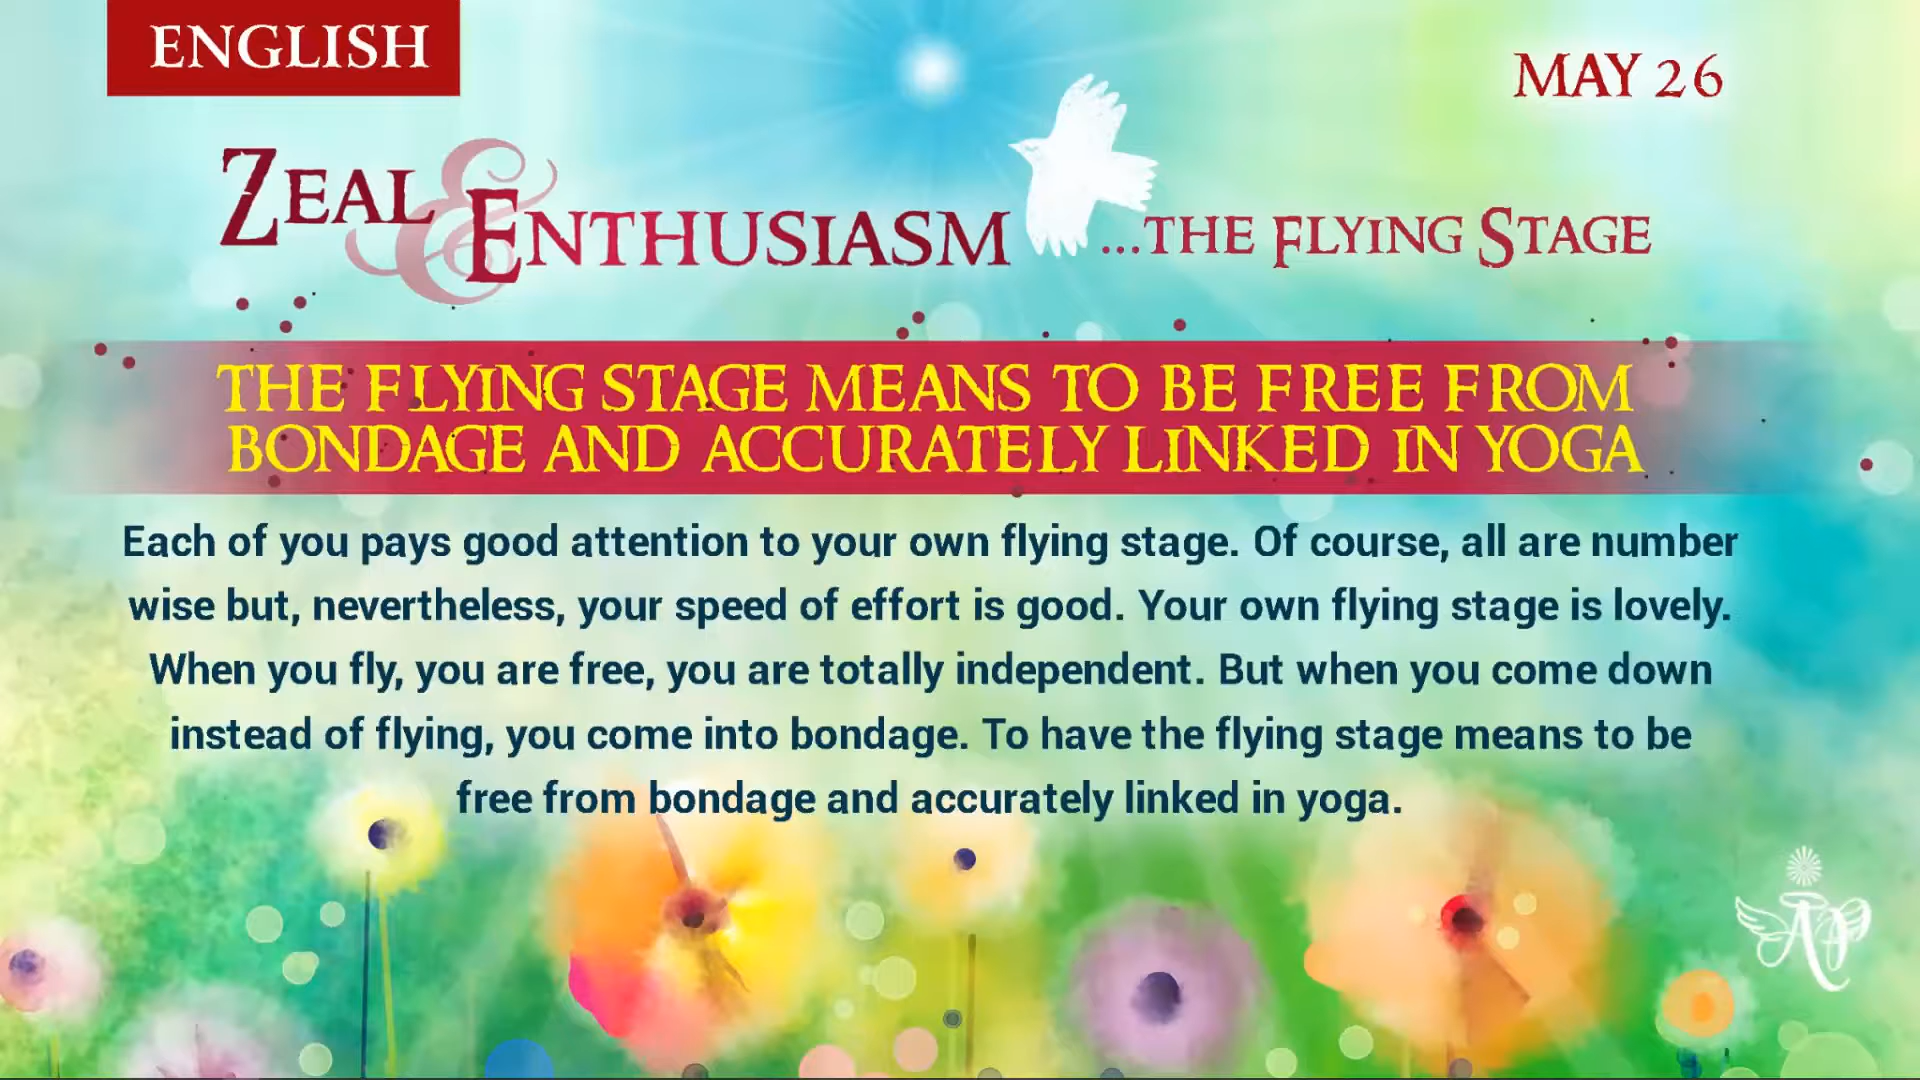 ENGLISH
MAY 26
ZEAL & ENTHUSIASM ...THE FLYING STAGE
THE FLYING STAGE MEANS TO BE FREE FROM
BONDAGE AND ACCURATELY LINKED IN YOGA
Each of you pays good attention to your own flying stage. Of course, all are number
wise but, nevertheless, your speed of effort is good. Your own flying stage is lovely.
When you fly, you are free, you are totally independent. But when you come down
instead of flying, you come into bondage. To have the flying stage means to be
free from bondage and accurately linked in yoga.